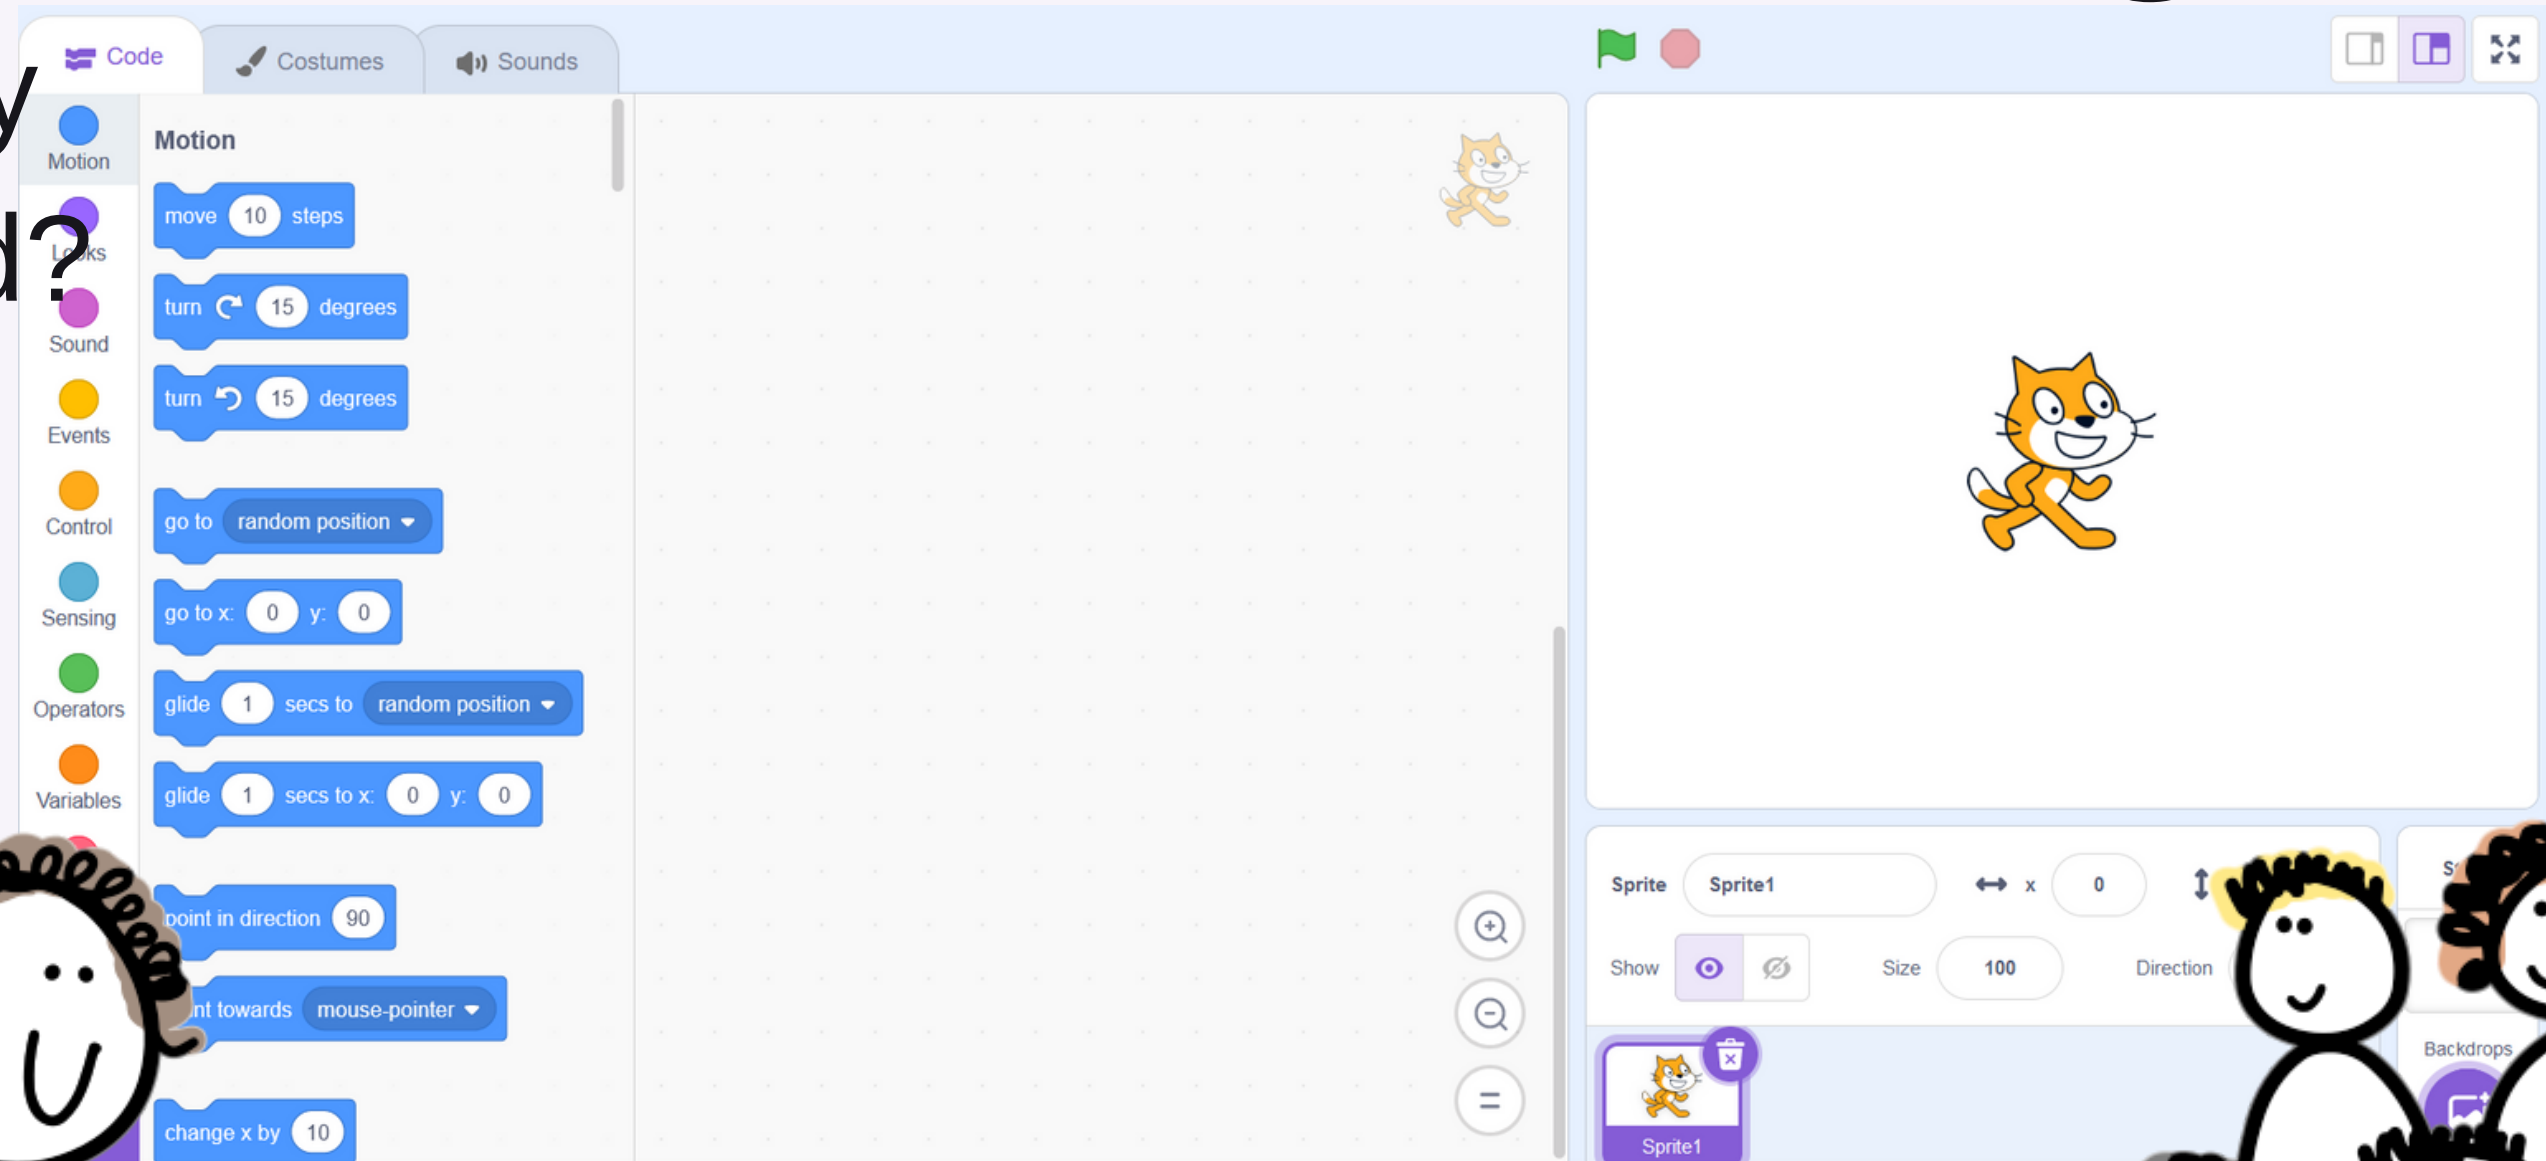 Code
Costumes
Sounds
y
d?
Motion
Looks
Sound
Events
Control
Sensing
Operators
Variables
Motion
move 10 steps
turn 15 degrees
turn 15 degrees
go to random position
go to x: 0 y: 0
glide 1 secs to random position
glide 1 secs to x: 0 y: 0
point in direction 90
nt towards mouse-pointer
change x by 10
Sprite Sprite1 x 0
Show Size 100 Direction
Sprite1
Backdrops